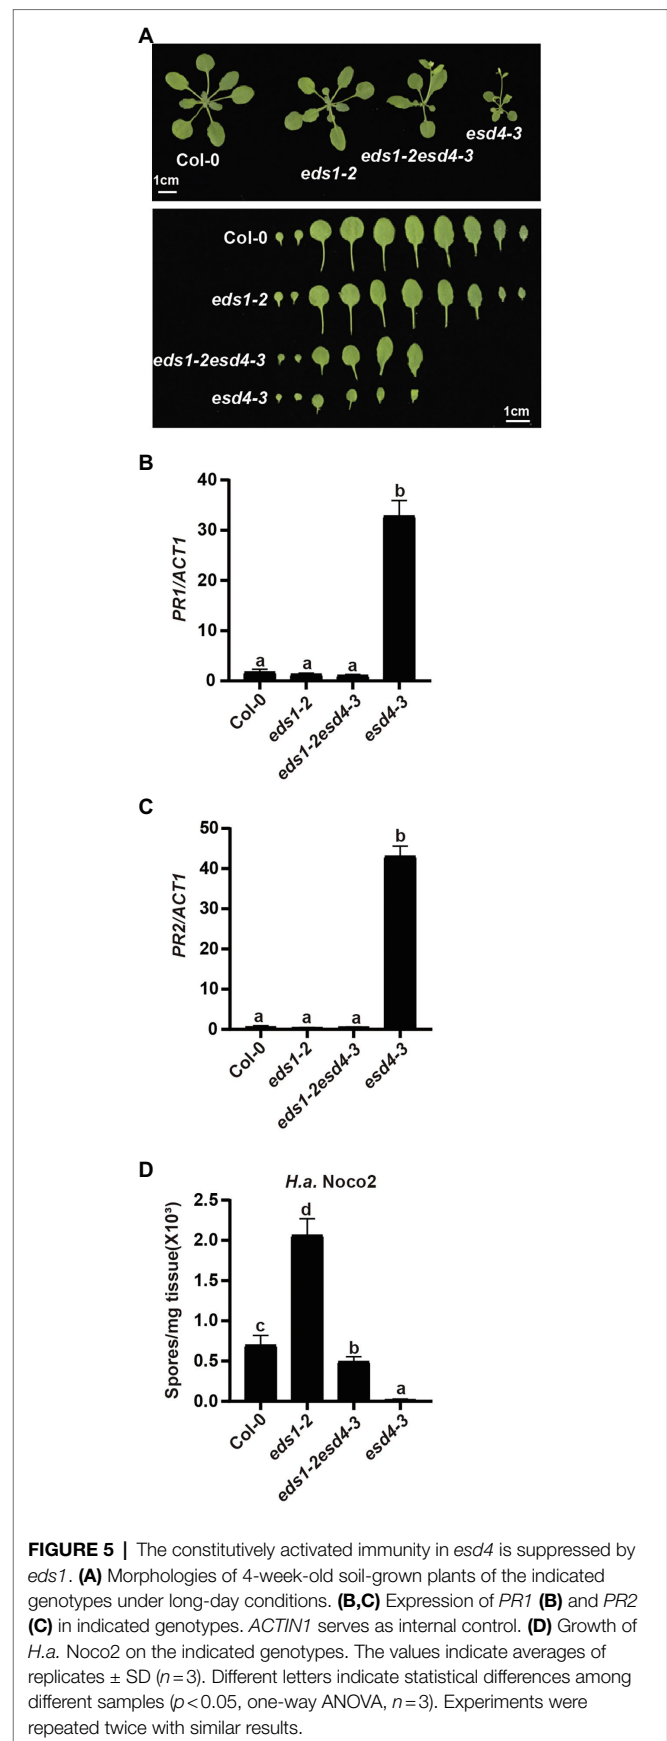 A
Col-0
eds1-2
eds1-2esd4-3
esd4-3
1cm
Col-0
eds1-2
eds1-2esd4-3
esd4-3
1cm
B
PR1/ACT1
40
30
20
10
0
a
a
a
b
Col-0
eds1-2
eds1-2esd4-3
esd4-3
C
PR2/ACT1
50
40
30
20
10
0
a
a
a
b
Col-0
eds1-2
eds1-2esd4-3
esd4-3
D
H.a. Noco2
Spores/mg tissue(X10³)
2.5
2.0
1.5
1.0
0.5
0.0
c
d
b
a
Col-0
eds1-2
eds1-2esd4-3
esd4-3
FIGURE 5 | The constitutively activated immunity in esd4 is suppressed by
eds1. (A) Morphologies of 4-week-old soil-grown plants of the indicated
genotypes under long-day conditions. (B,C) Expression of PR1 (B) and PR2
(C) in indicated genotypes. ACTIN1 serves as internal control. (D) Growth of
H.a. Noco2 on the indicated genotypes. The values indicate averages of
replicates ± SD (n=3). Different letters indicate statistical differences among
different samples (p<0.05, one-way ANOVA, n=3). Experiments were
repeated twice with similar results.